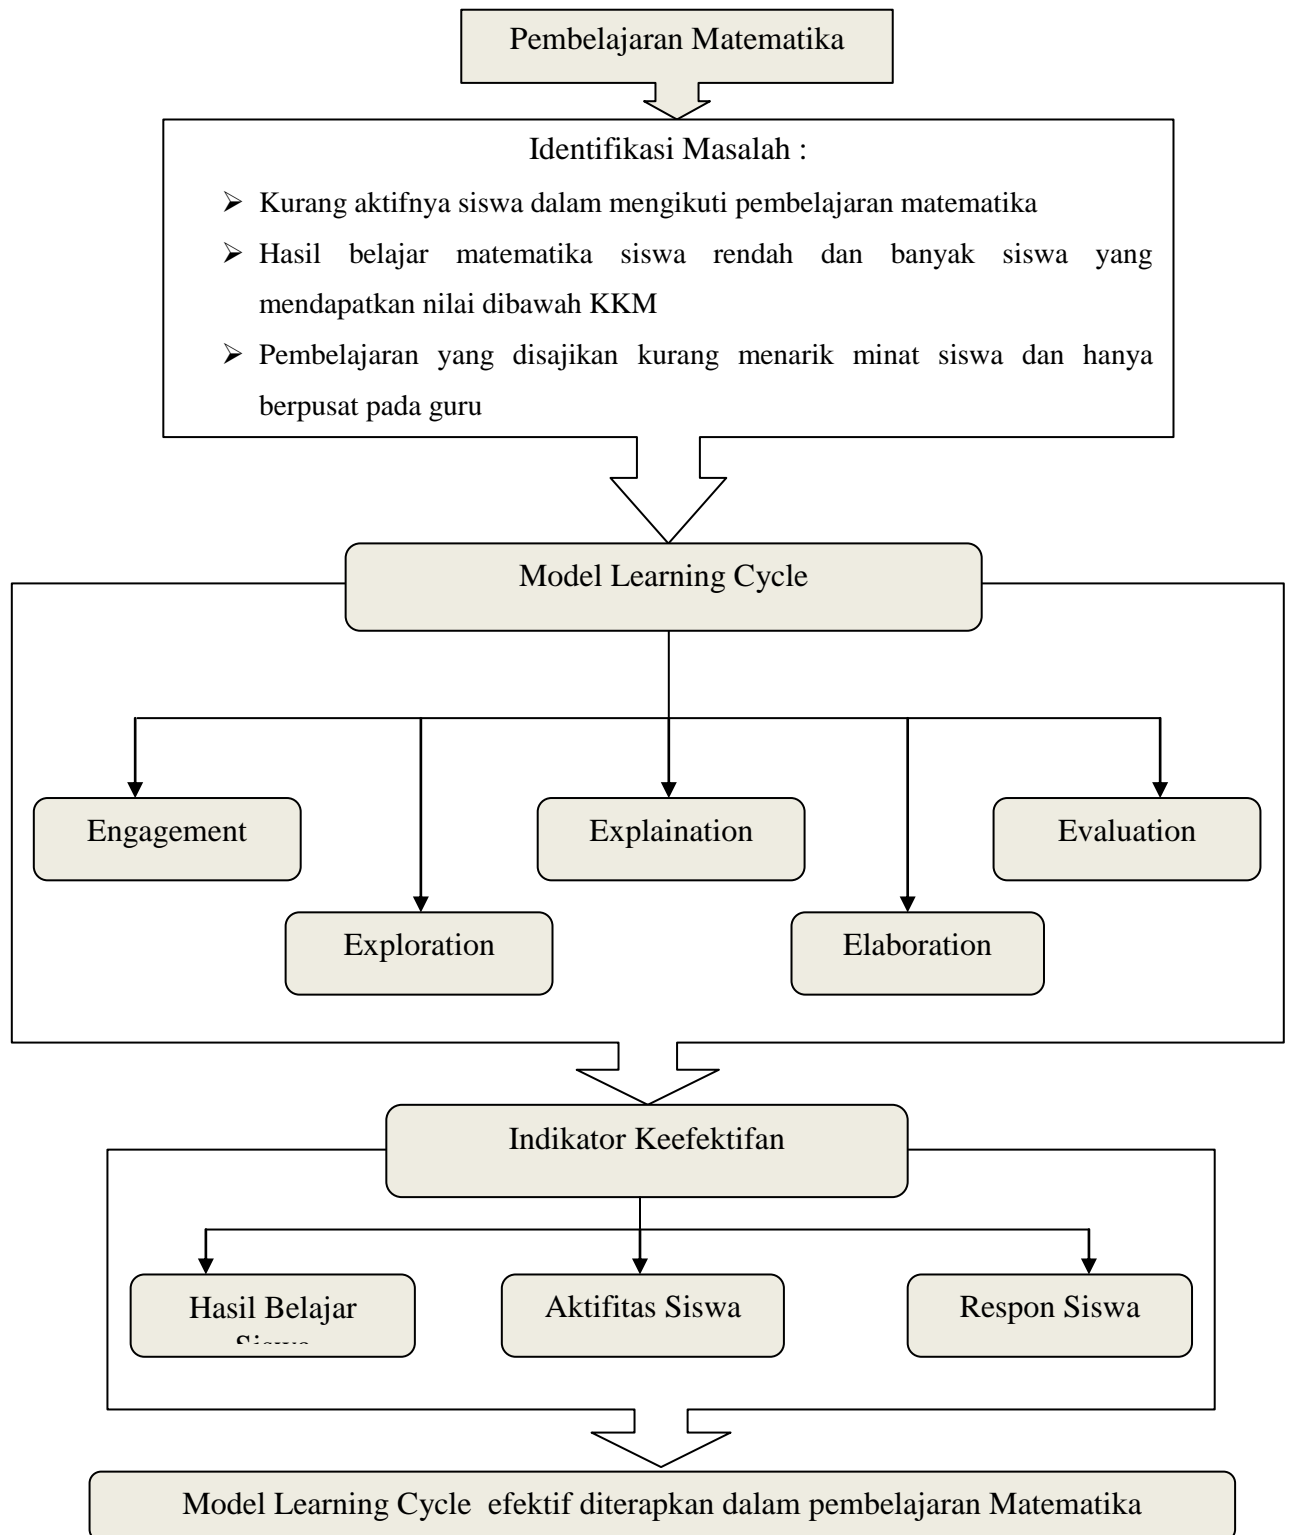 Pembelajaran Matematika
Identifikasi Masalah :
➢ Kurang aktifnya siswa dalam mengikuti pembelajaran matematika
➢ Hasil belajar matematika siswa rendah dan banyak siswa yang
mendapatkan nilai dibawah KKM
➢ Pembelajaran yang disajikan kurang menarik minat siswa dan hanya
berpusat pada guru
Model Learning Cycle
Engagement
Explaination
Evaluation
Exploration
Elaboration
Indikator Keefektifan
Hasil Belajar
Aktifitas Siswa
Respon Siswa
Model Learning Cycle efektif diterapkan dalam pembelajaran Matematika